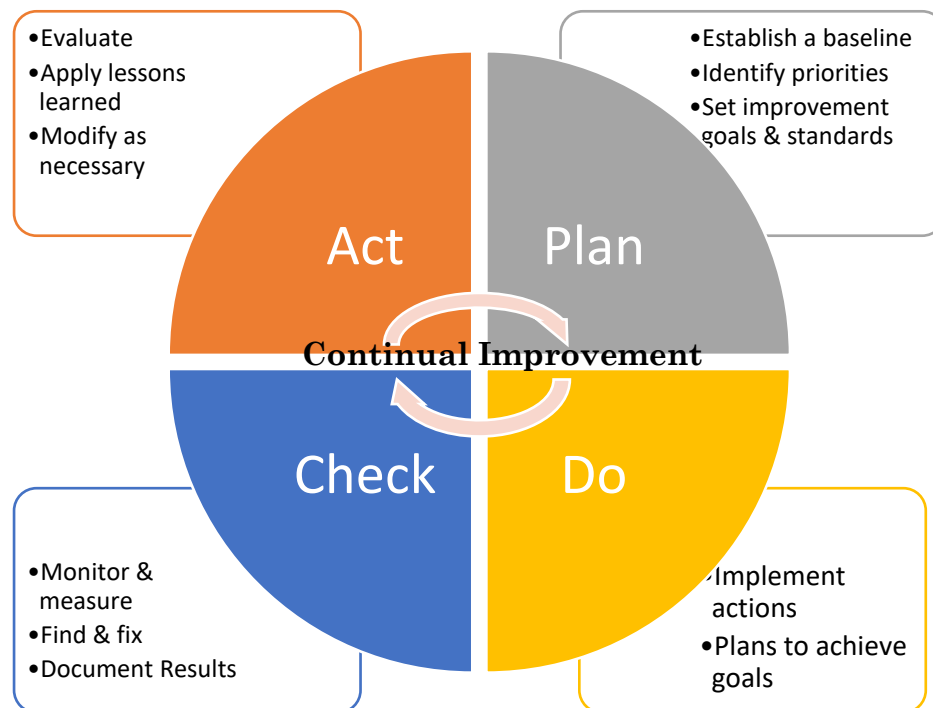 •Evaluate
•Apply lessons
learned
•Modify as
necessary
•Establish a baseline
•Identify priorities
•Set improvement
goals & standards
Act
Plan
Continual Improvement
Check
Do
•Monitor &
measure
•Find & fix
•Document Results
•Implement
actions
•Plans to achieve
goals